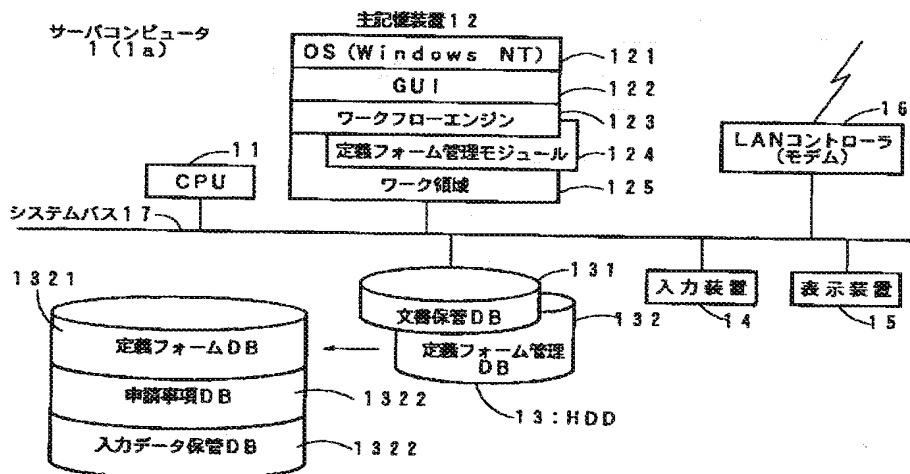 サーバコンピュータ
1(1a)
主記憶装置12
OS(Windows NT)
121
GUI
122
ワークフローエンジン
123
定義フォーム管理モジュール
124
ワーク領域
125
11
CPU
16
LANコントローラ
(モデム)
システムバス17
1321
定義フォームDB
申請事項DB
1322
入力データ保管DB
1322
131
文書保管DB
132
定義フォーム管理
DB
13:HDD
入力装置
14
表示装置
15